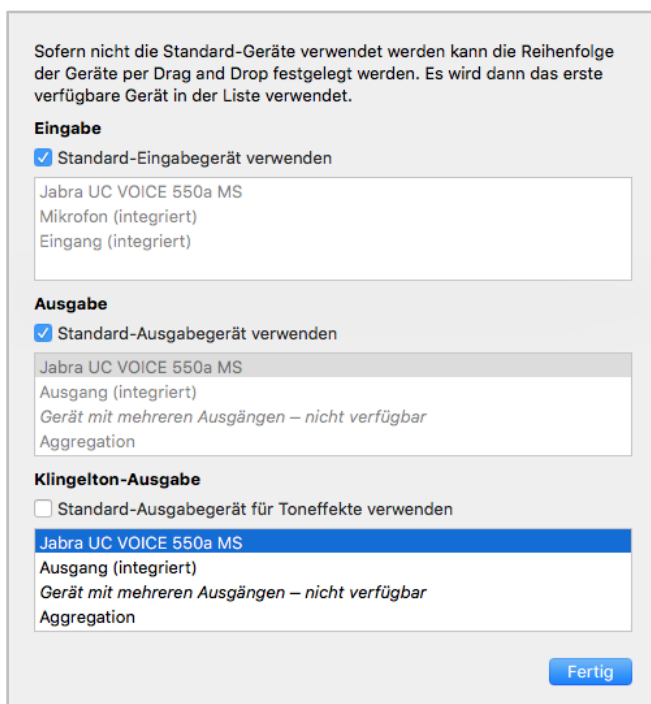 Sofern nicht die Standard-Geräte verwendet werden kann die Reihenfolge
der Geräte per Drag and Drop festgelegt werden. Es wird dann das erste
verfügbare Gerät in der Liste verwendet.
Eingabe
Standard-Eingabegerät verwenden
Jabra UC VOICE 550a MS
Mikrofon (integriert)
Eingang (integriert)
Ausgabe
Standard-Ausgabegerät verwenden
Jabra UC VOICE 550a MS
Ausgang (integriert)
Gerät mit mehreren Ausgängen – nicht verfügbar
Aggregation
Klingelton-Ausgabe
Standard-Ausgabegerät für Toneffekte verwenden
Jabra UC VOICE 550a MS
Ausgang (integriert)
Gerät mit mehreren Ausgängen – nicht verfügbar
Aggregation
Fertig